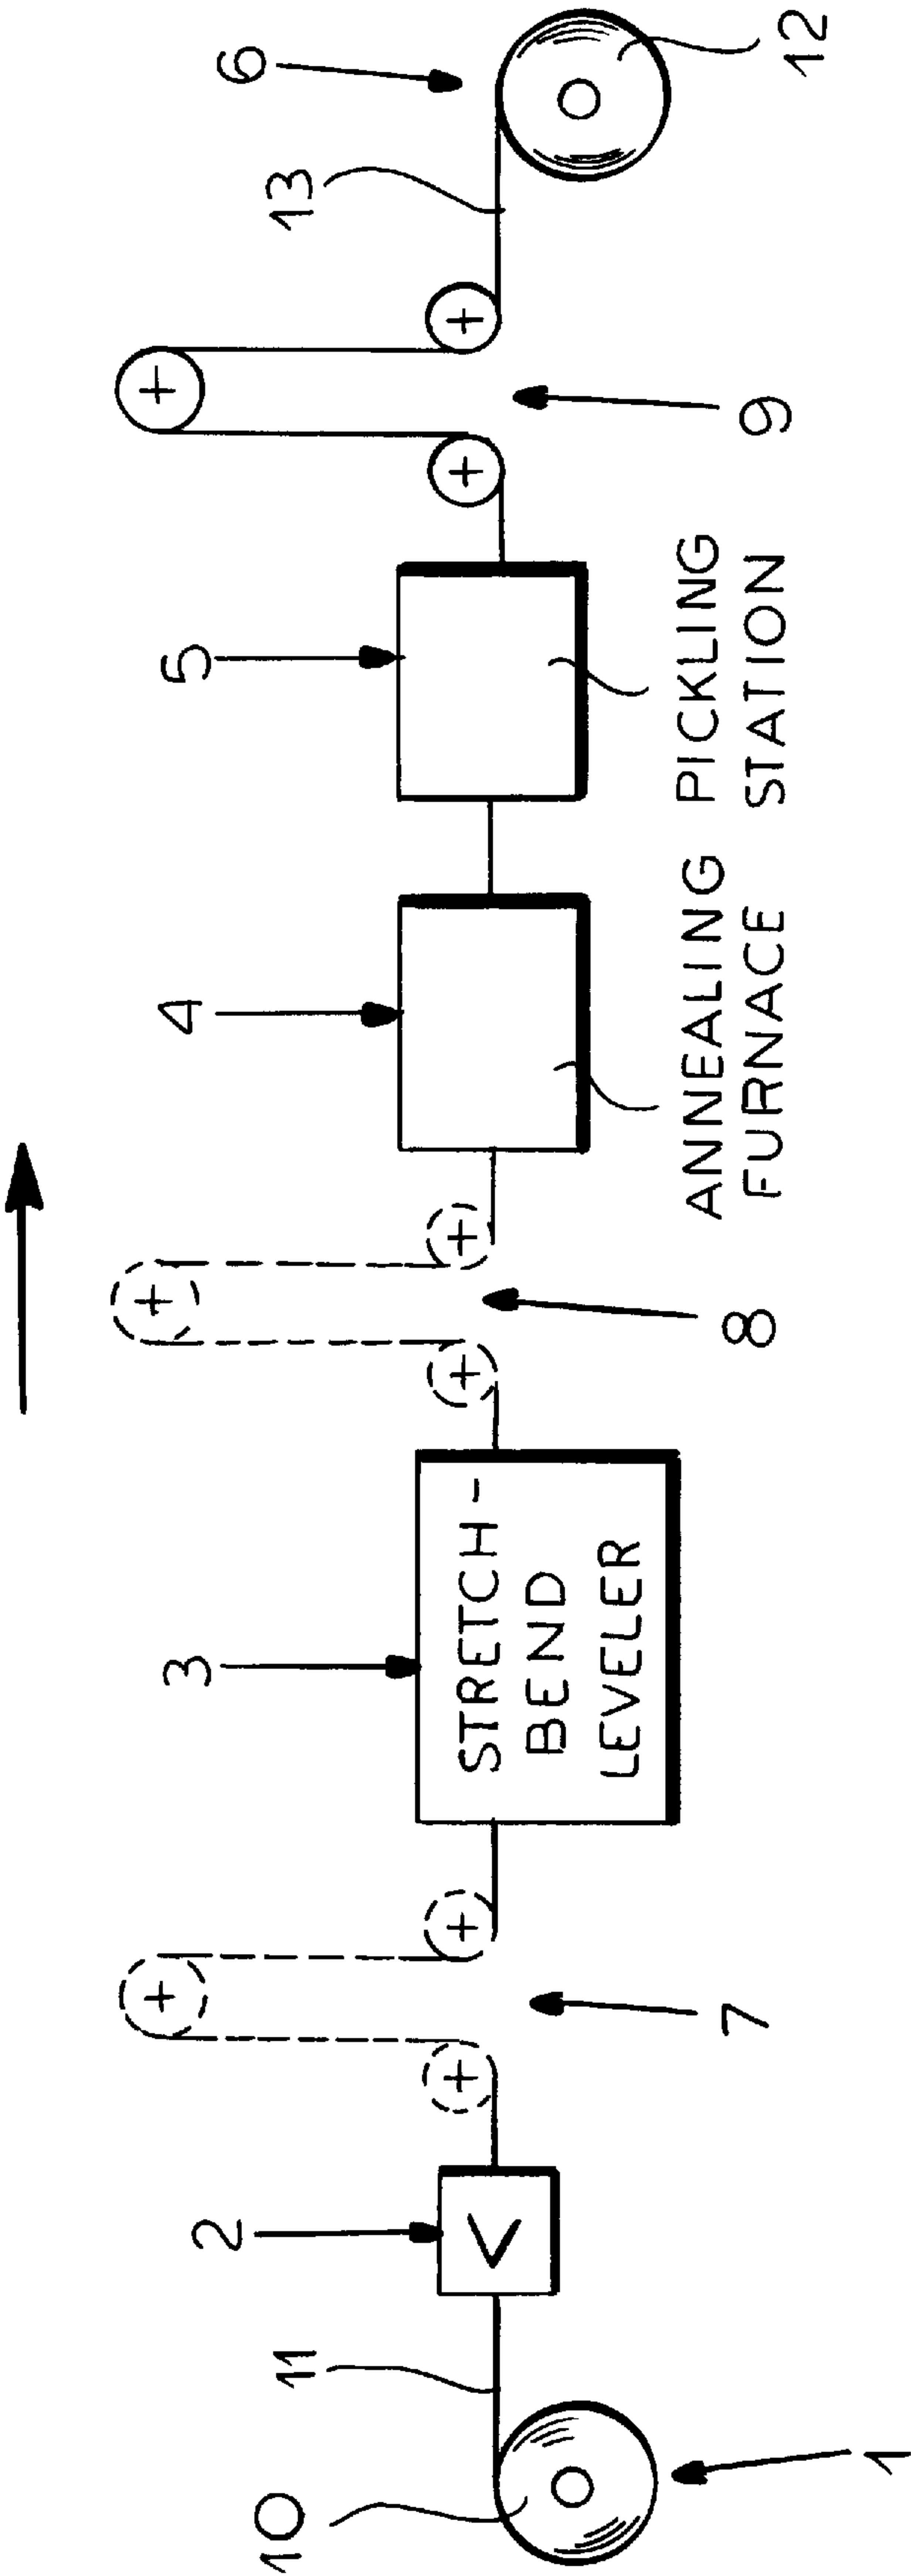 10
11
2
3
4
5
13
6
<
STRETCH-
BEND
LEVELER
1
7
8
ANNEALING
FURNACE
PICKLING
STATION
9
12